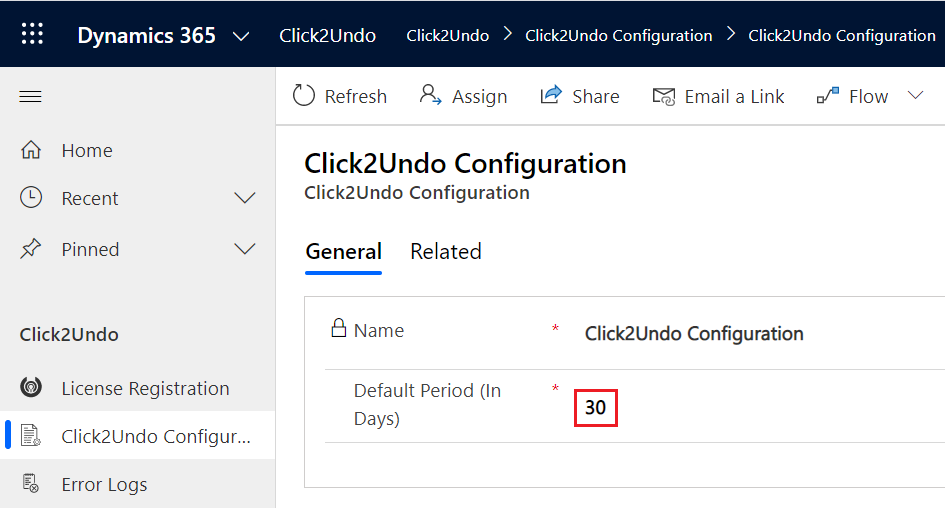 Dynamics 365 Click2Undo Click2Undo > Click2Undo Configuration > Click2Undo Configuration
Refresh Assign Share Email a Link Flow
Home
Recent
Pinned
Click2Undo
License Registration
Click2Undo Configur...
Error Logs
Click2Undo Configuration
Click2Undo Configuration
General Related
Name * Click2Undo Configuration
Default Period (In * 30
Days)